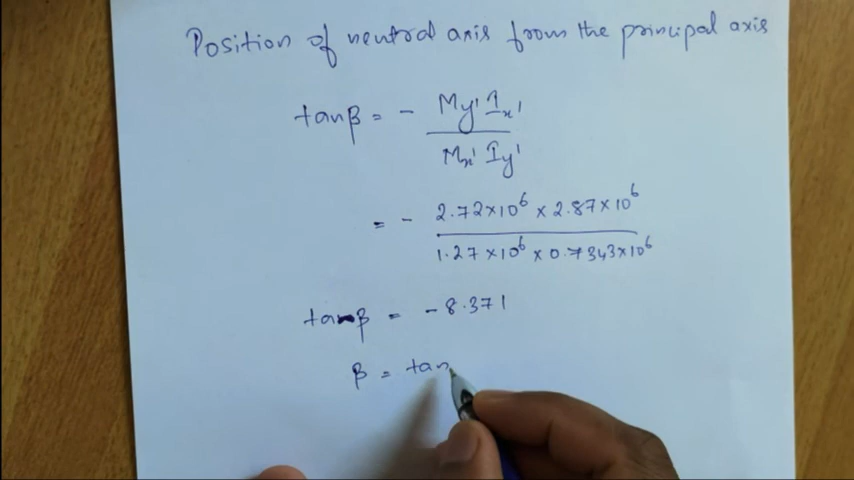 Position of neutral axis from the principal axis
tanβ = - My' Ix'
Mx' Iy'
= - 2.72×10⁶ × 2.87×10⁶
1.27×10⁶ × 0.7343×10⁶
tanβ = -8.371
β = tan